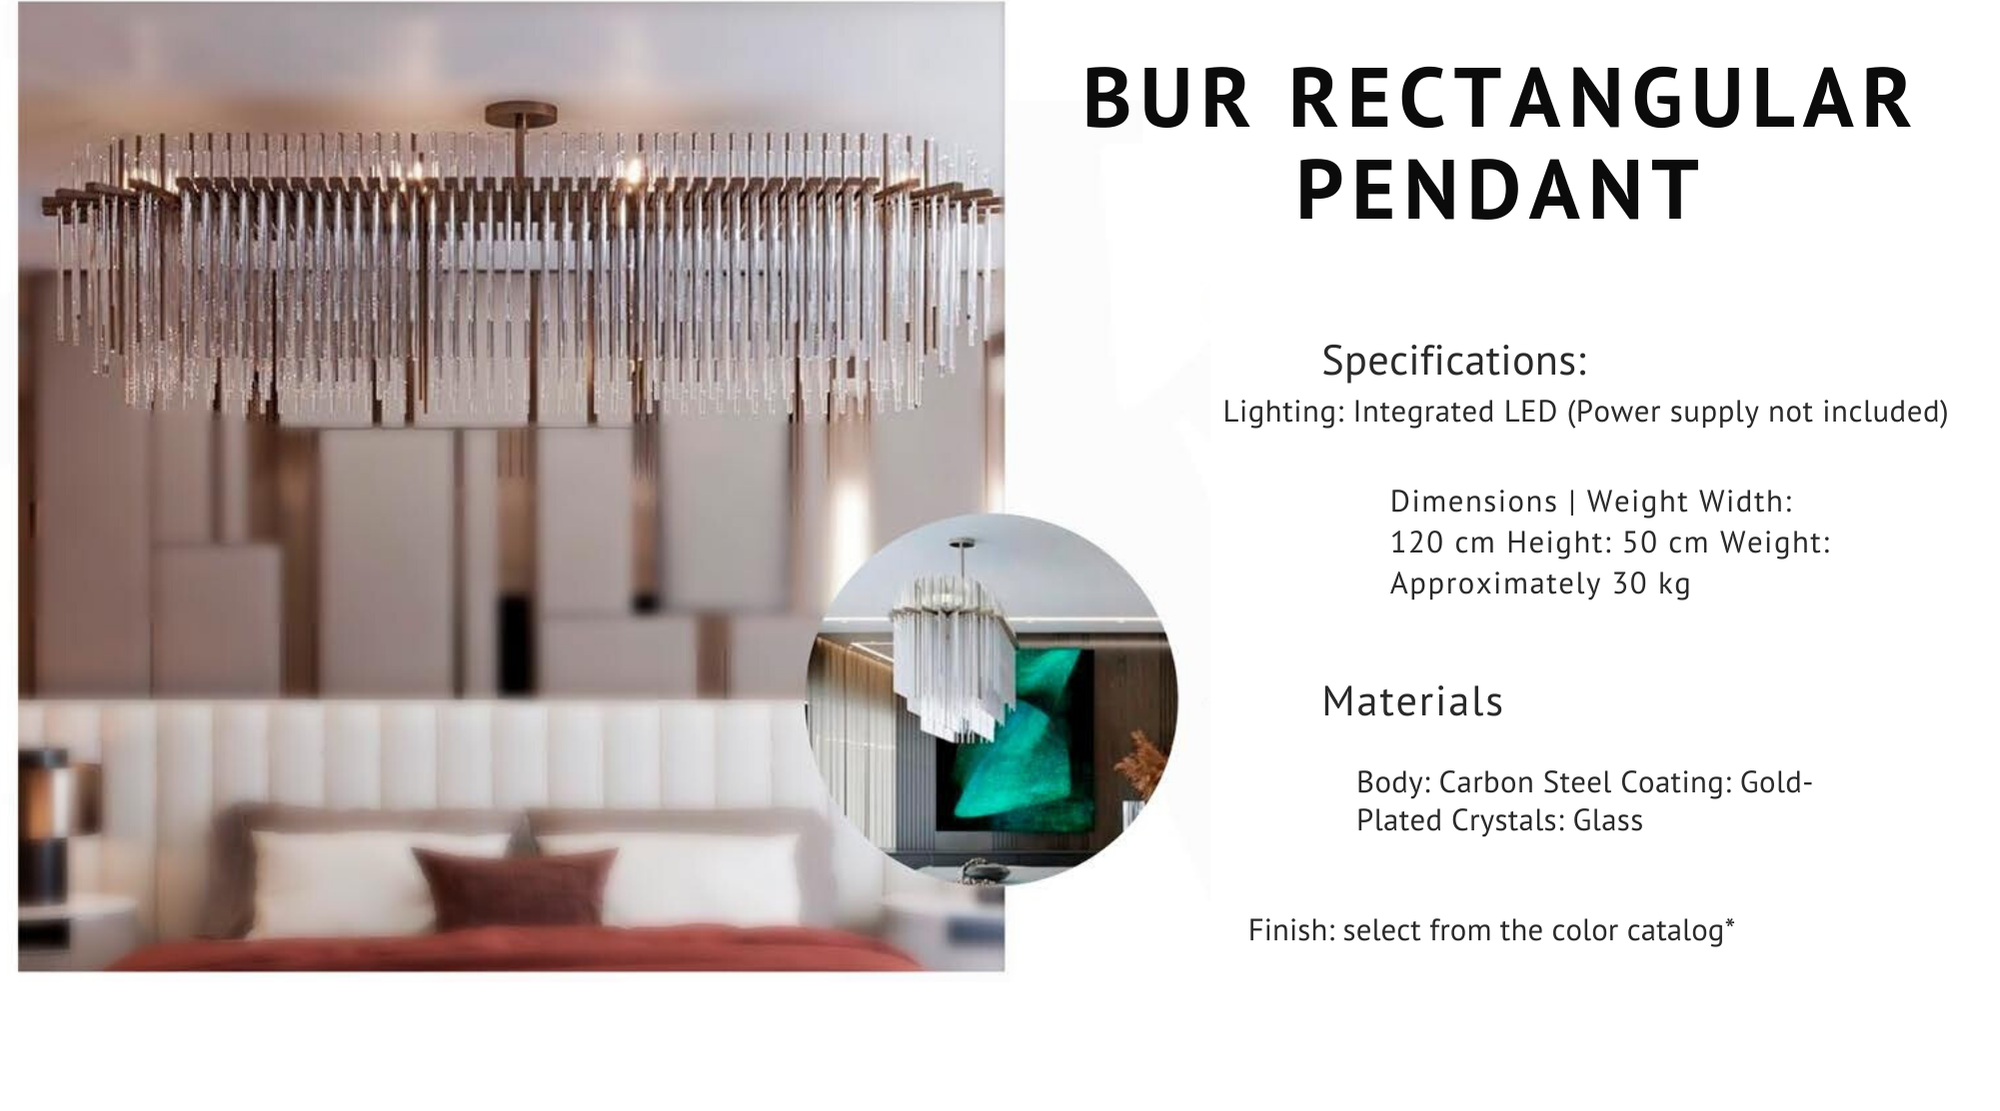 BUR RECTANGULAR
PENDANT
Specifications:
Lighting: Integrated LED (Power supply not included)
Dimensions | Weight Width:
120 cm Height: 50 cm Weight:
Approximately 30 kg
Materials
Body: Carbon Steel Coating: Gold-
Plated Crystals: Glass
Finish: select from the color catalog*